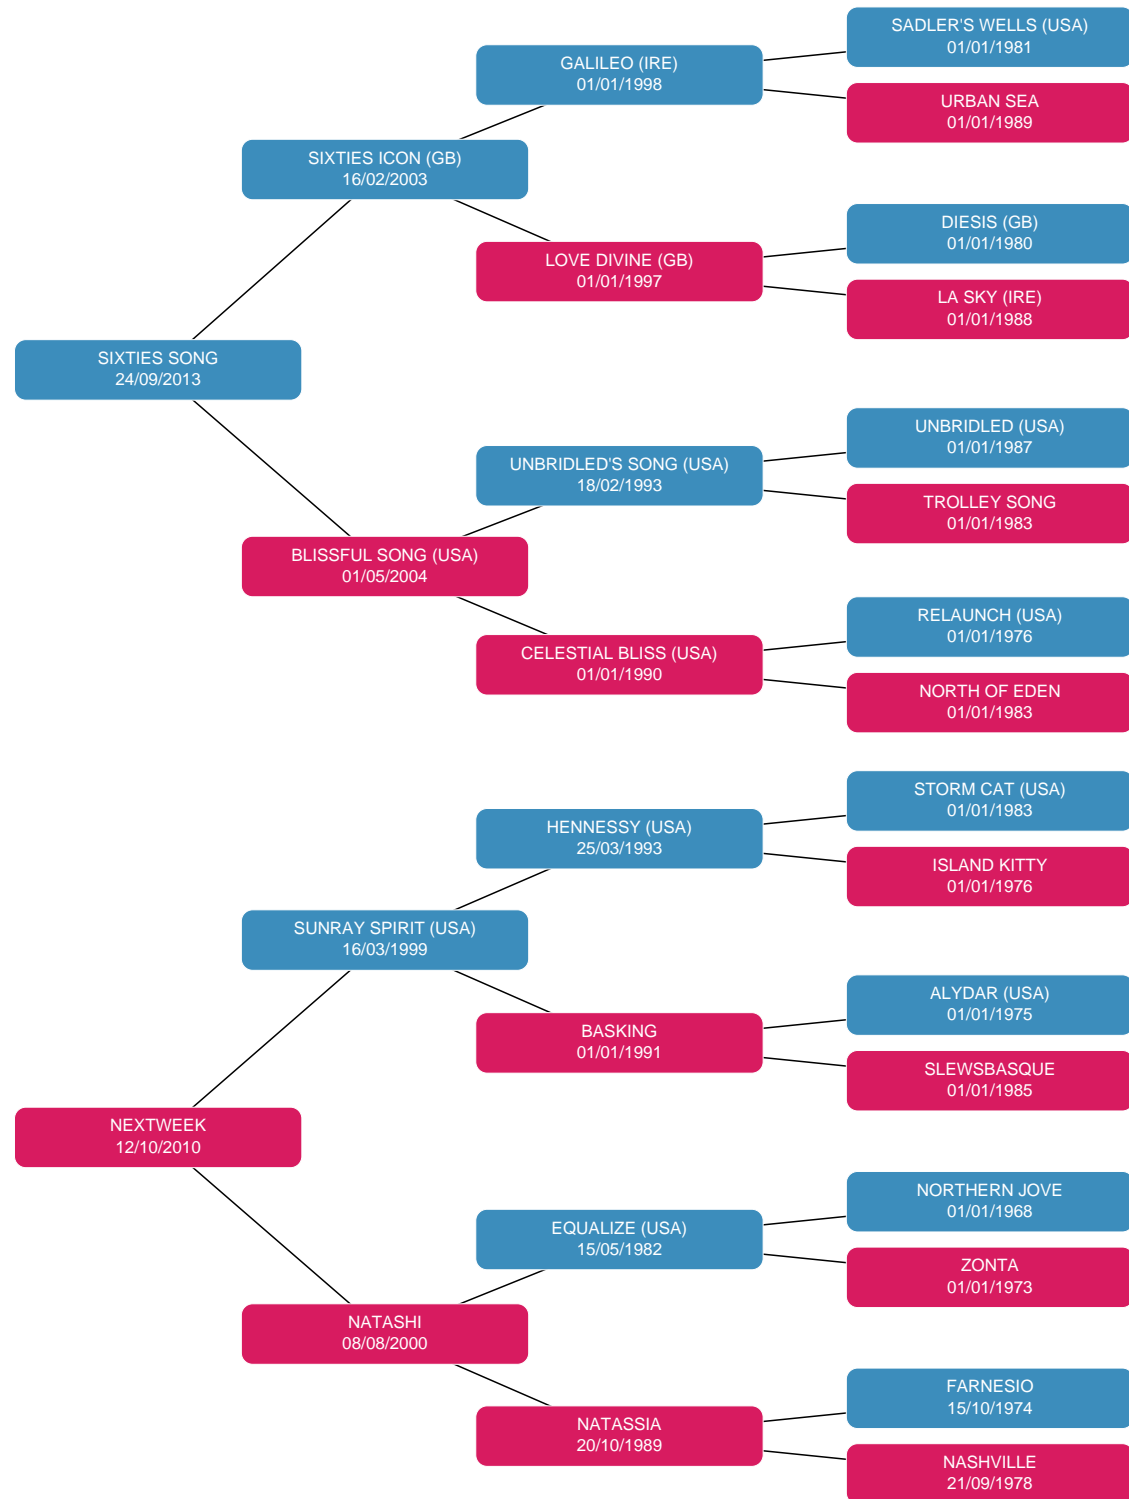 SADLER'S WELLS (USA)
01/01/1981
GALILEO (IRE)
01/01/1998
URBAN SEA
01/01/1989
SIXTIES ICON (GB)
16/02/2003
DIESIS (GB)
01/01/1980
LOVE DIVINE (GB)
01/01/1997
LA SKY (IRE)
01/01/1988
SIXTIES SONG
24/09/2013
UNBRIDLED (USA)
01/01/1987
UNBRIDLED'S SONG (USA)
18/02/1993
TROLLEY SONG
01/01/1983
BLISSFUL SONG (USA)
01/05/2004
RELAUNCH (USA)
01/01/1976
CELESTIAL BLISS (USA)
01/01/1990
NORTH OF EDEN
01/01/1983
STORM CAT (USA)
01/01/1983
HENNESSY (USA)
25/03/1993
ISLAND KITTY
01/01/1976
SUNRAY SPIRIT (USA)
16/03/1999
ALYDAR (USA)
01/01/1975
BASKING
01/01/1991
SLEWSBASQUE
01/01/1985
NEXTWEEK
12/10/2010
NORTHERN JOVE
01/01/1968
EQUALIZE (USA)
15/05/1982
ZONTA
01/01/1973
NATASHI
08/08/2000
FARNESIO
15/10/1974
NATASSIA
20/10/1989
NASHVILLE
21/09/1978